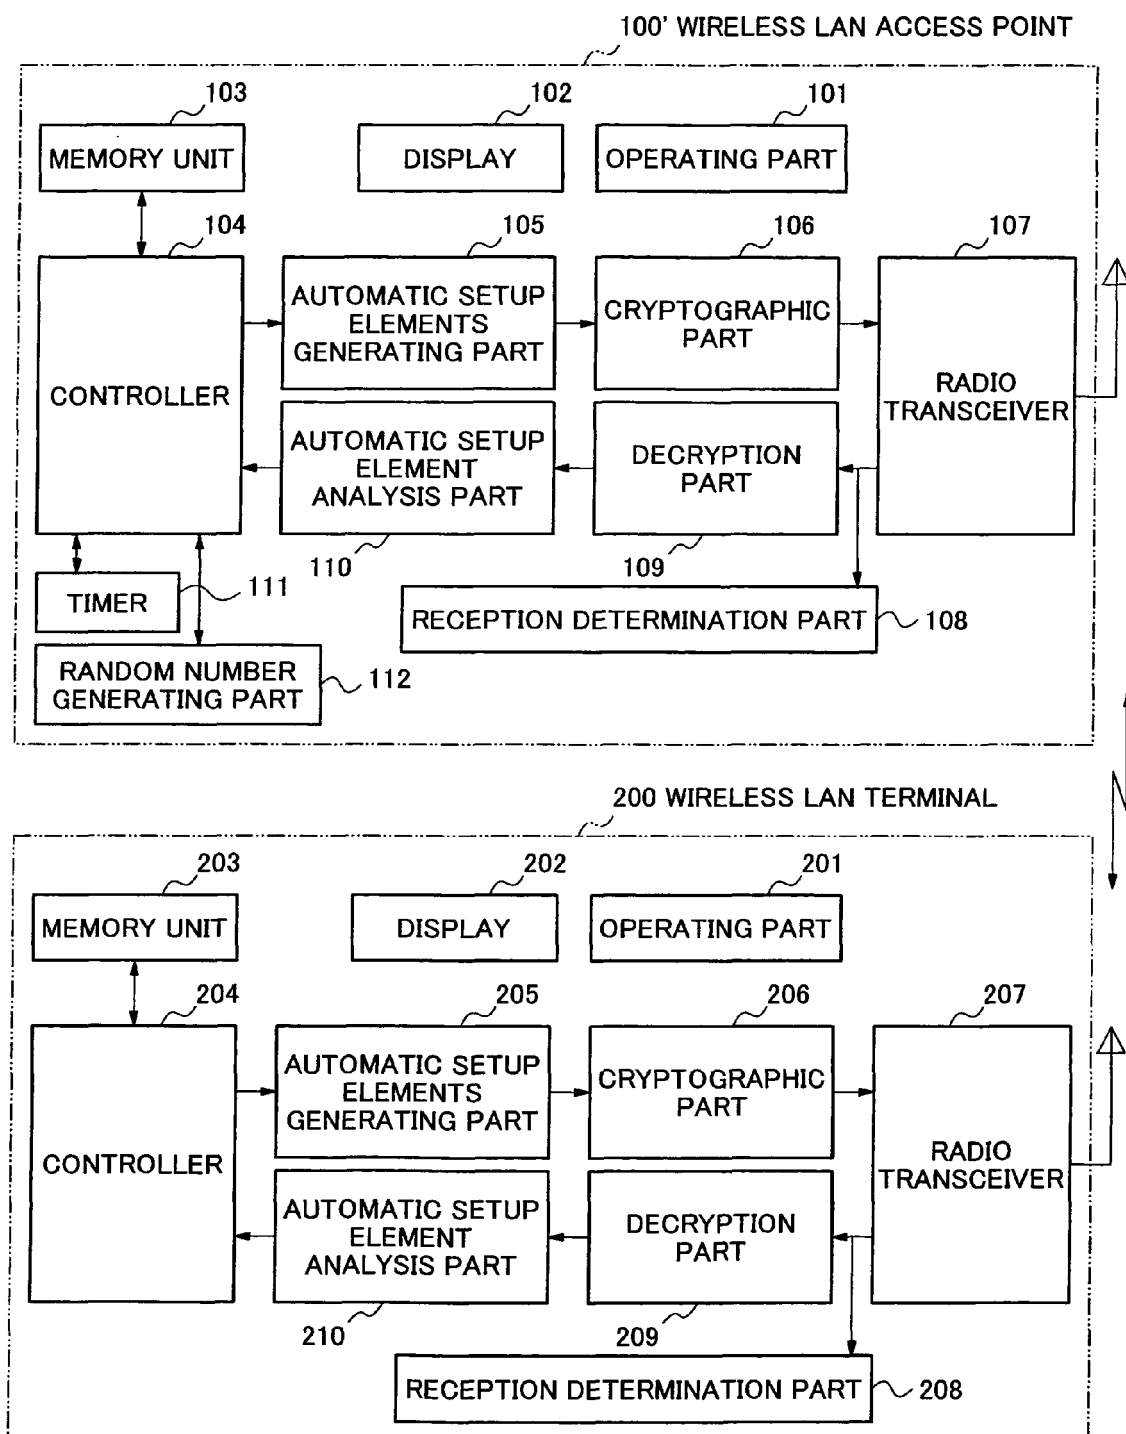 100' WIRELESS LAN ACCESS POINT
103
102
101
MEMORY UNIT
DISPLAY
OPERATING PART
104
105
106
107
CONTROLLER
AUTOMATIC SETUP
ELEMENTS
GENERATING PART
CRYPTOGRAPHIC
PART
RADIO
TRANSCEIVER
AUTOMATIC SETUP
ELEMENT
ANALYSIS PART
DECRYPTION
PART
110
109
TIMER
111
RECEPTION DETERMINATION PART
108
RANDOM NUMBER
GENERATING PART
112
200 WIRELESS LAN TERMINAL
203
202
201
MEMORY UNIT
DISPLAY
OPERATING PART
204
205
206
207
CONTROLLER
AUTOMATIC SETUP
ELEMENTS
GENERATING PART
CRYPTOGRAPHIC
PART
RADIO
TRANSCEIVER
AUTOMATIC SETUP
ELEMENT
ANALYSIS PART
DECRYPTION
PART
210
209
RECEPTION DETERMINATION PART
208